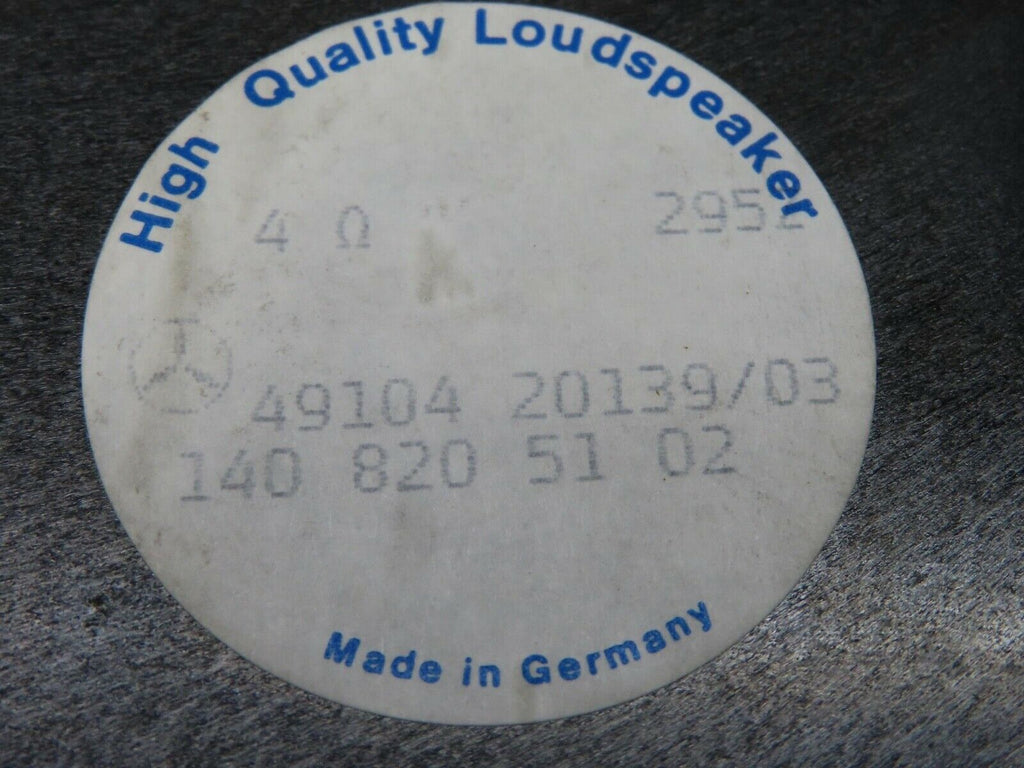 High Quality Loudspeaker
4 Ω 2952
49104 20139/03
140 820 51 02
Made in Germany